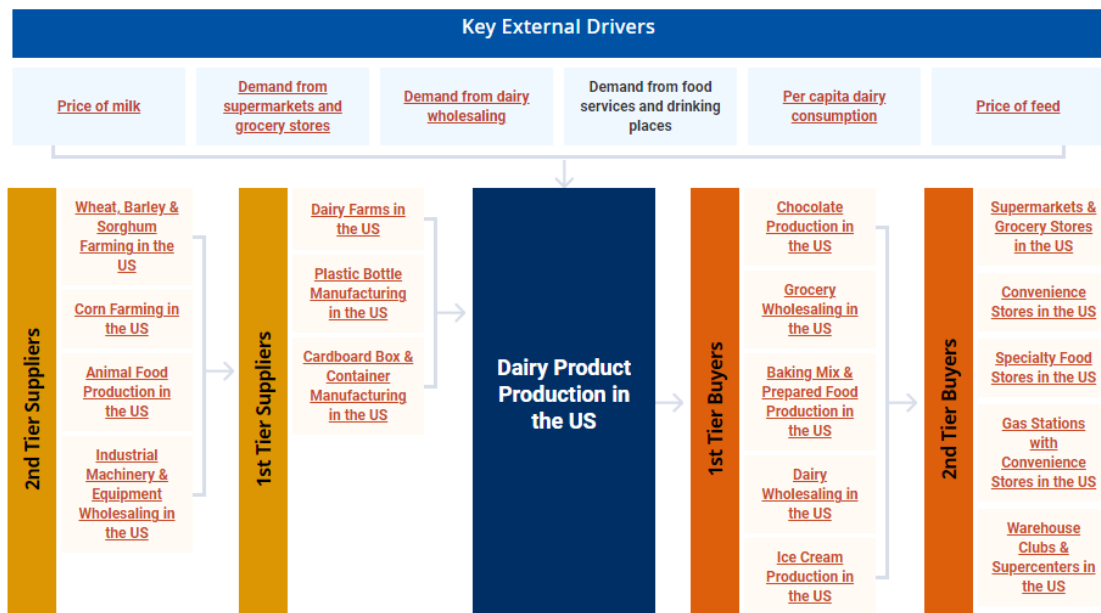 Key External Drivers
Price of milk
Demand from
supermarkets and
grocery stores
Demand from dairy
wholesaling
Demand from food
services and drinking
places
Per capita dairy
consumption
Price of feed
2nd Tier Suppliers
Wheat, Barley &
Sorghum
Farming in the
US
Corn Farming in
the US
Animal Food
Production in
the US
Industrial
Machinery &
Equipment
Wholesaling in
the US
1st Tier Suppliers
Dairy Farms in
the US
Plastic Bottle
Manufacturing
in the US
Cardboard Box &
Container
Manufacturing
in the US
Dairy Product
Production in
the US
1st Tier Buyers
Chocolate
Production in
the US
Grocery
Wholesaling in
the US
Baking Mix &
Prepared Food
Production in
the US
Dairy
Wholesaling in
the US
Ice Cream
Production in
the US
2nd Tier Buyers
Supermarkets &
Grocery Stores
in the US
Convenience
Stores in the US
Specialty Food
Stores in the US
Gas Stations
with
Convenience
Stores in the US
Warehouse
Clubs &
Supercenters in
the US